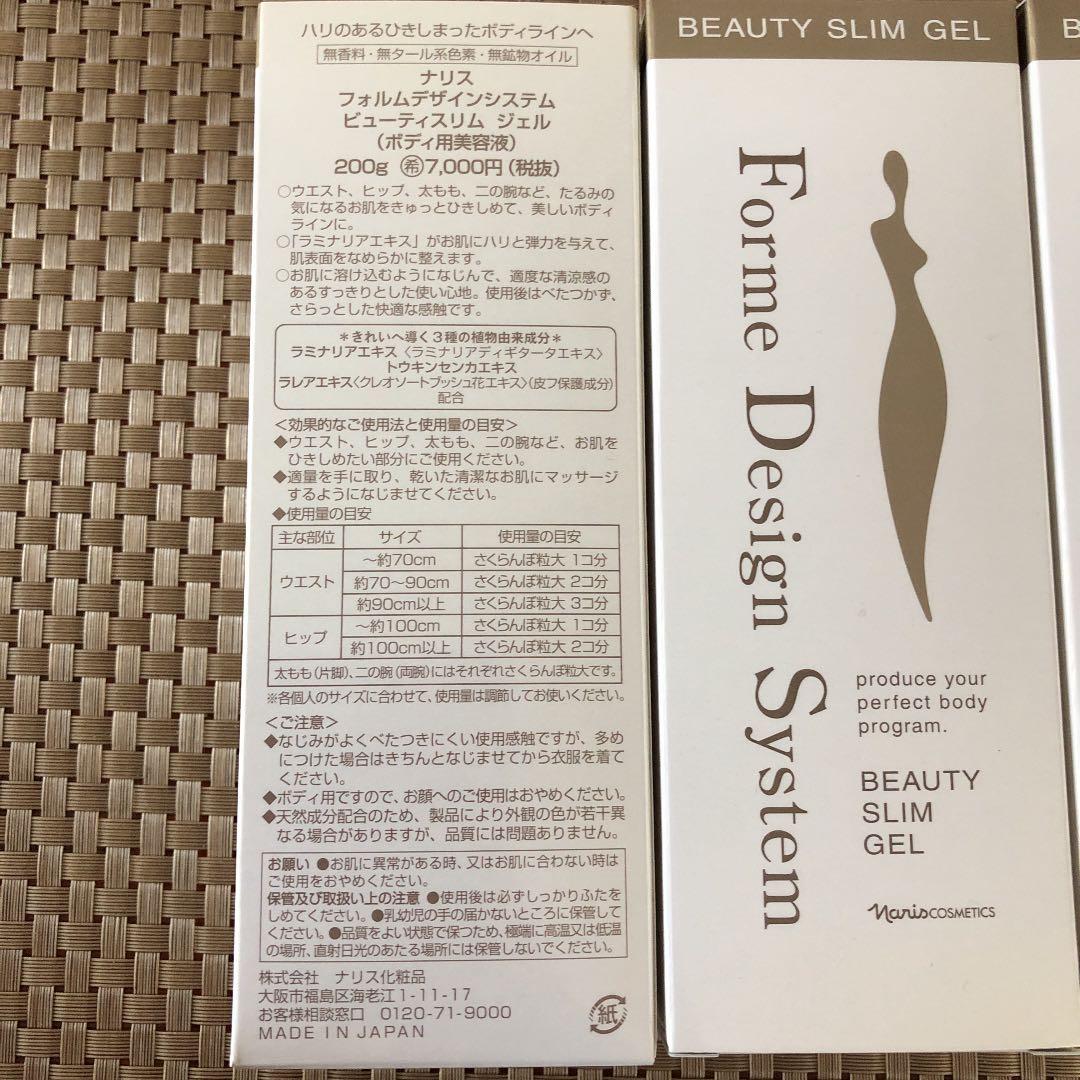 ハリのあるひきしまったボディラインへ
無香料・無タール系色素・無鉱物オイル
ナリス
フォルムデザインシステム
ビューティスリム ジェル
(ボディ用美容液)
200g ㊮7,000円(税抜)
○ウエスト、ヒップ、太もも、二の腕など、たるみの
気になるお肌をきゅっとひきしめて、美しいボディ
ラインに。
○「ラミナリアエキス」がお肌にハリと弾力を与えて、
肌表面をなめらかに整えます。
○お肌に溶け込むようになじんで、適度な清涼感の
あるすっきりとした使い心地。使用後はべたつかず、
さらっとした快適な感触です。
＊きれいへ導く3種の植物由来成分＊
ラミナリアエキス〈ラミナリアディギタータエキス〉
トウキンセンカエキス
ラレアエキス〈クレオソートブッシュ花エキス〉(皮フ保護成分)
配合
＜効果的なご使用法と使用量の目安＞
◆ウエスト、ヒップ、太もも、二の腕など、お肌を
ひきしめたい部分にご使用ください。
◆適量を手に取り、乾いた清潔なお肌にマッサージ
するようになじませてください。
◆使用量の目安
主な部位 サイズ 使用量の目安
～約70cm さくらんぼ粒大 1コ分
ウエスト 約70～90cm さくらんぼ粒大 2コ分
約90cm以上 さくらんぼ粒大 3コ分
ヒップ ～約100cm さくらんぼ粒大 1コ分
約100cm以上 さくらんぼ粒大 2コ分
太もも(片脚)、二の腕(両腕)にはそれぞれさくらんぼ粒大です。
※各個人のサイズに合わせて、使用量は調節してお使いください。
＜ご注意＞
◆なじみがよくべたつきにくい使用感触ですが、多め
につけた場合はきちんとなじませてから衣服を着て
ください。
◆ボディ用ですので、お顔へのご使用はおやめください。
◆天然成分配合のため、製品により外観の色が若干異
なる場合がありますが、品質には問題ありません。
お願い ●お肌に異常がある時、又はお肌に合わない時は
ご使用をおやめください。
保管及び取扱い上の注意 ●使用後は必ずしっかりふたを
しめてください。●乳幼児の手の届かないところに保管して
ください。●品質をよい状態で保つため、極端に高温又は低温
の場所、直射日光のあたる場所には保管しないでください。
株式会社 ナリス化粧品
大阪市福島区海老江1-11-17
お客様相談窓口 0120-71-9000
MADE IN JAPAN
紙
BEAUTY SLIM GEL
Forme Design System
produce your
perfect body
program.
BEAUTY
SLIM
GEL
Naris COSMETICS
B